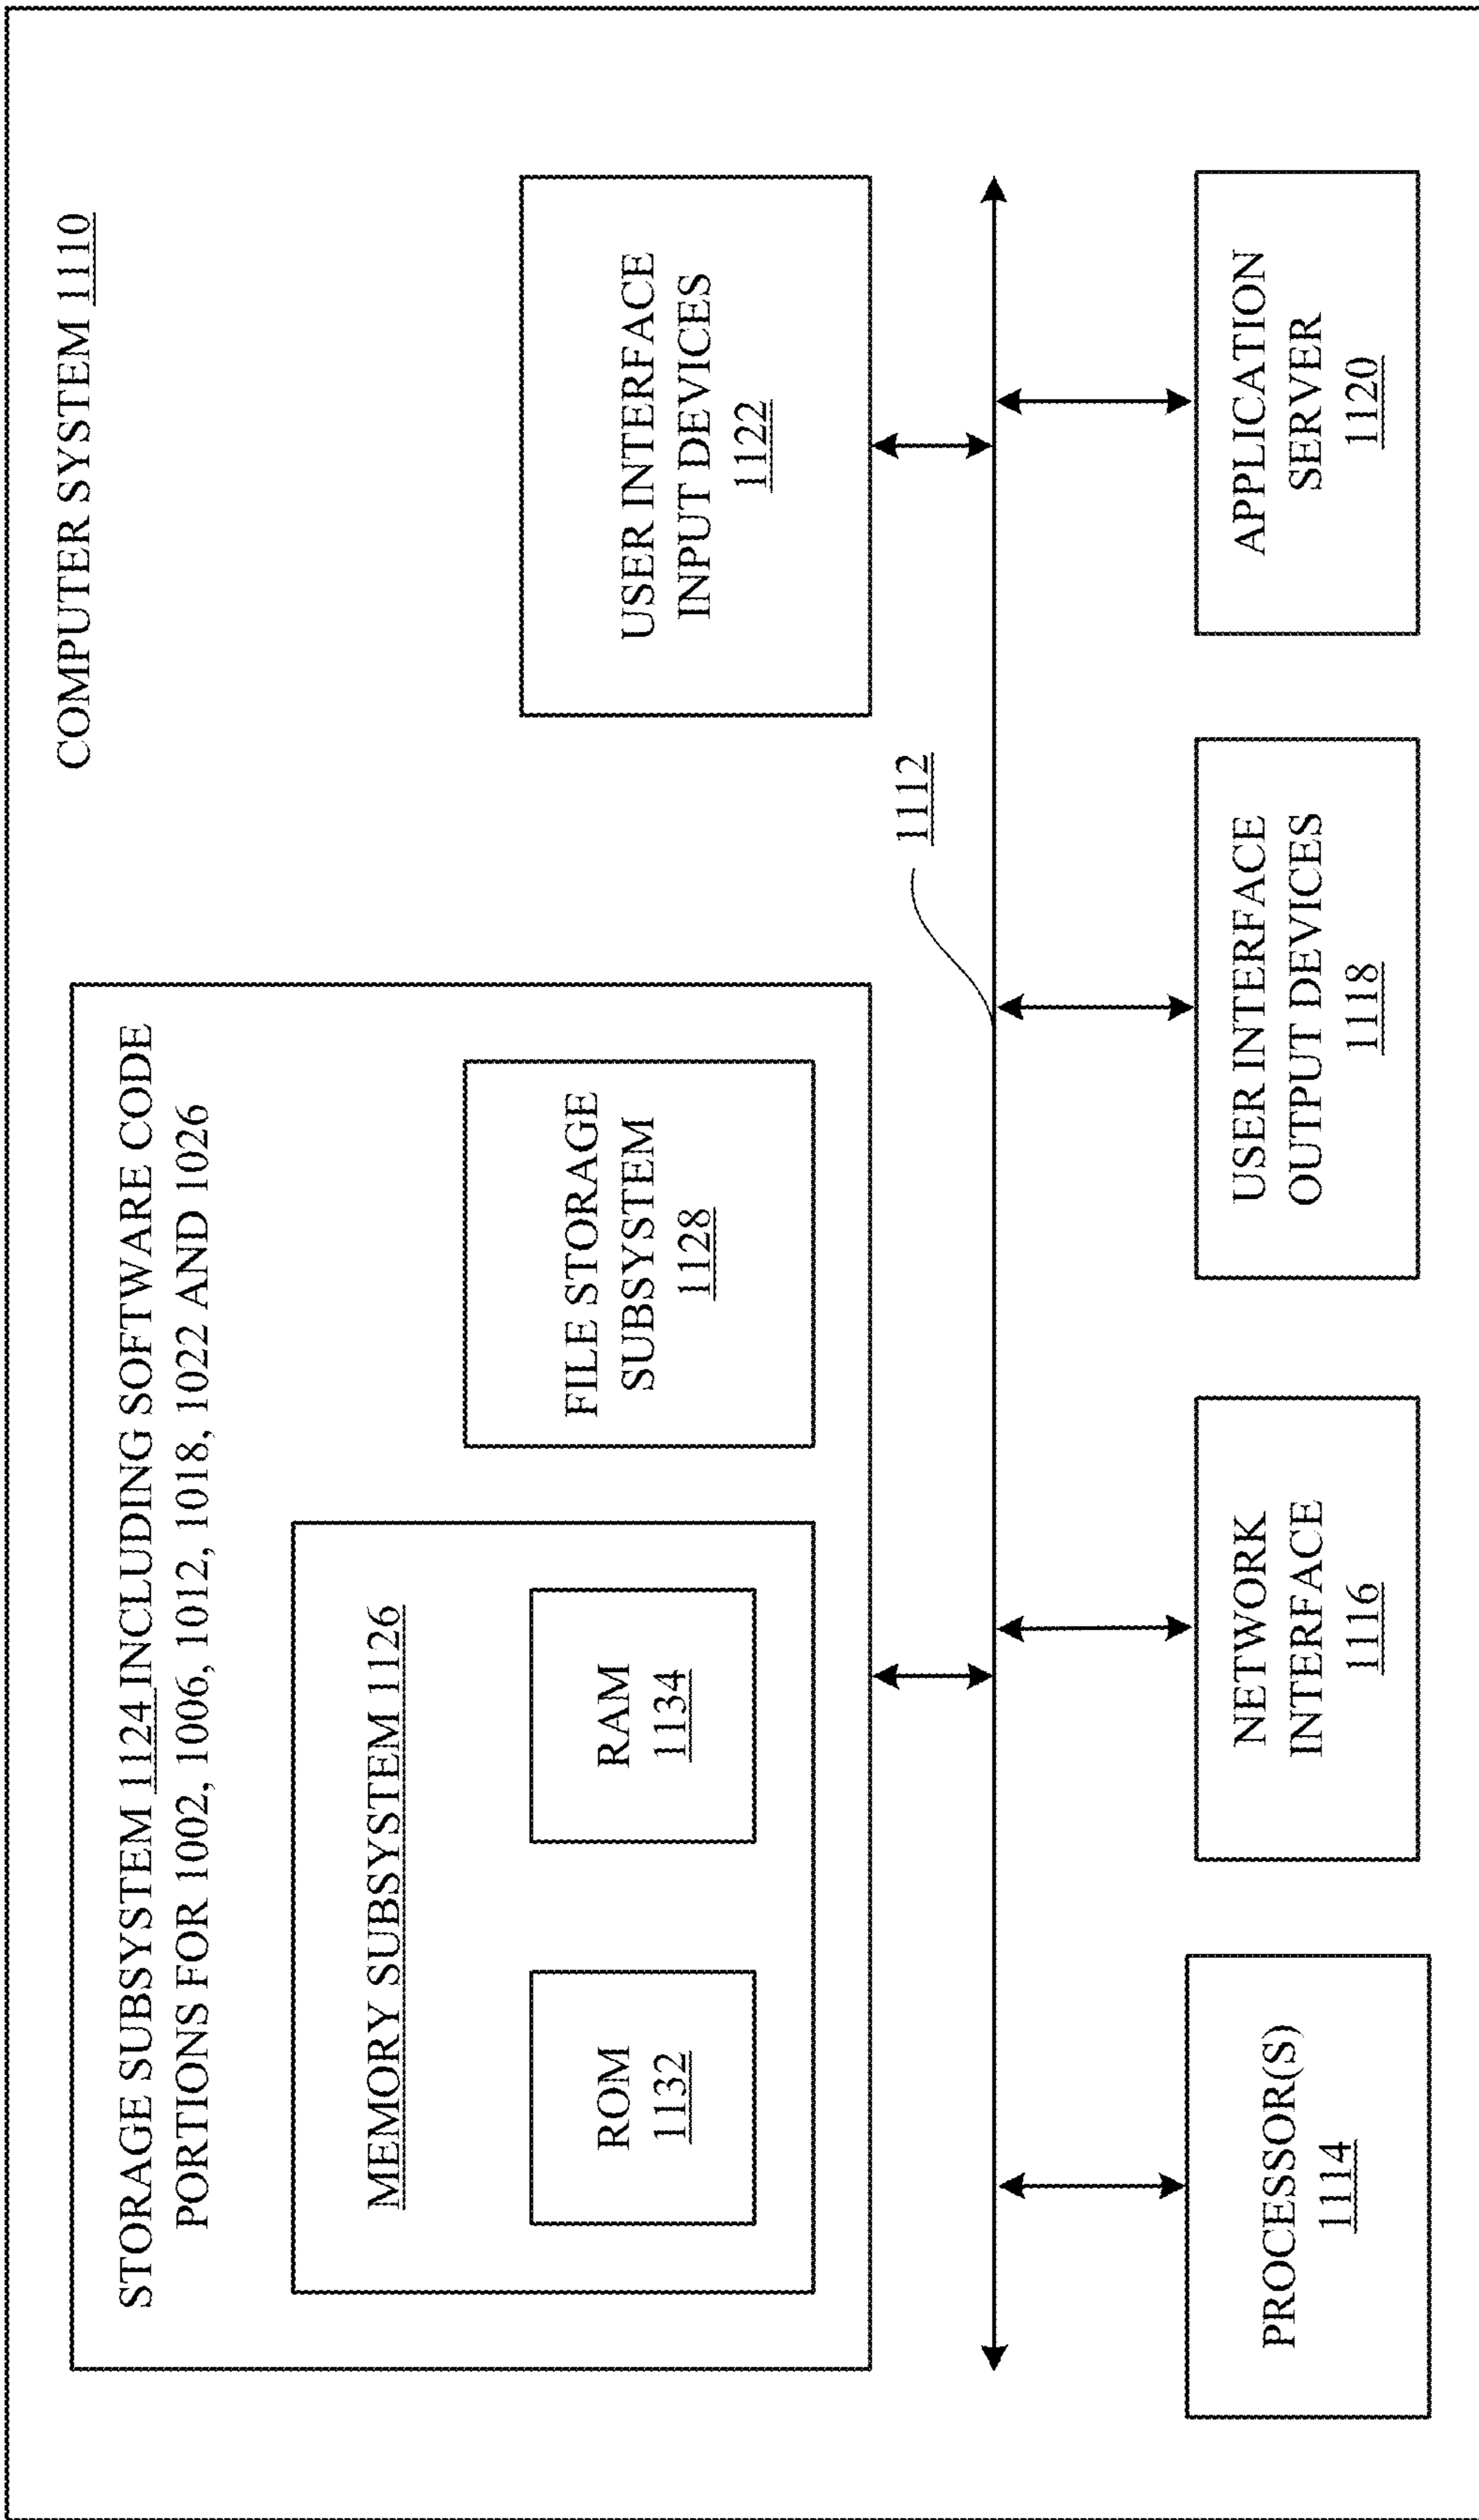 COMPUTER SYSTEM 1110
STORAGE SUBSYSTEM 1124 INCLUDING SOFTWARE CODE
PORTIONS FOR 1002, 1006, 1012, 1018, 1022 AND 1026
MEMORY SUBSYSTEM 1126
ROM
1132
RAM
1134
FILE STORAGE
SUBSYSTEM
1128
USER INTERFACE
INPUT DEVICES
1122
1112
PROCESSOR(S)
1114
NETWORK
INTERFACE
1116
USER INTERFACE
OUTPUT DEVICES
1118
APPLICATION
SERVER
1120